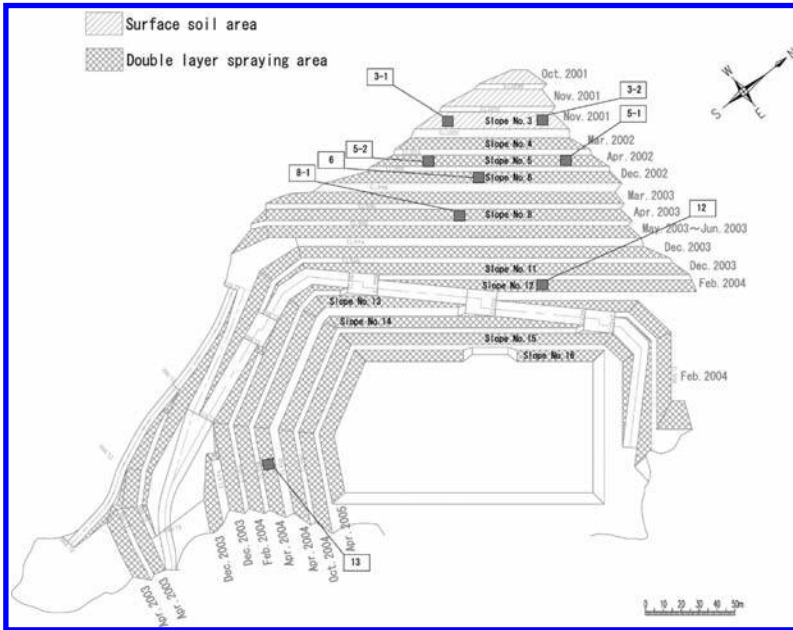 Surface soil area
Double layer spraying area
N
W
S
E
3-1
3-2
5-1
5-2
6
8-1
12
13
Oct. 2001
Nov. 2001
Slope No. 3
Nov. 2001
Slope No. 4
Mar. 2002
Slope No. 5
Apr. 2002
Slope No. 6
Dec. 2002
Mar. 2003
Slope No. 8
Apr. 2003
May. 2003～Jun. 2003
Dec. 2003
Slope No. 11
Dec. 2003
Slope No. 12
Feb. 2004
Slope No. 13
Slope No. 14
Slope No. 15
Slope No. 16
Feb. 2004
Dec. 2003
Dec. 2003
Feb. 2004
Apr. 2004
Apr. 2004
Oct. 2004
Apr. 2005
Apr. 2003
Apr. 2003
0 10 20 30 40 50m